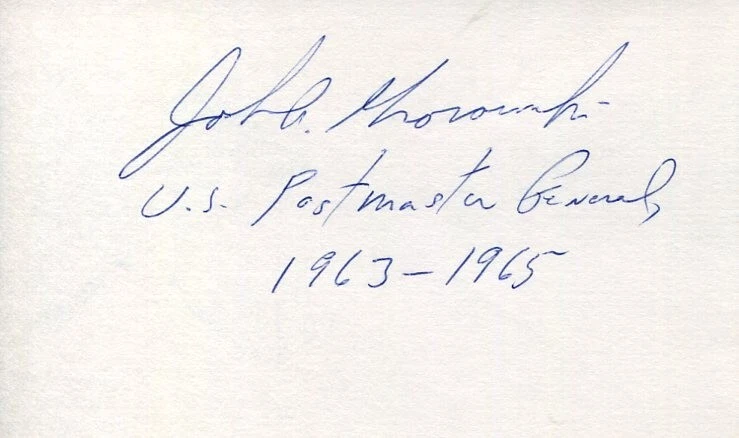 John A. Gronouski
U.S. Postmaster General,
1963-1965